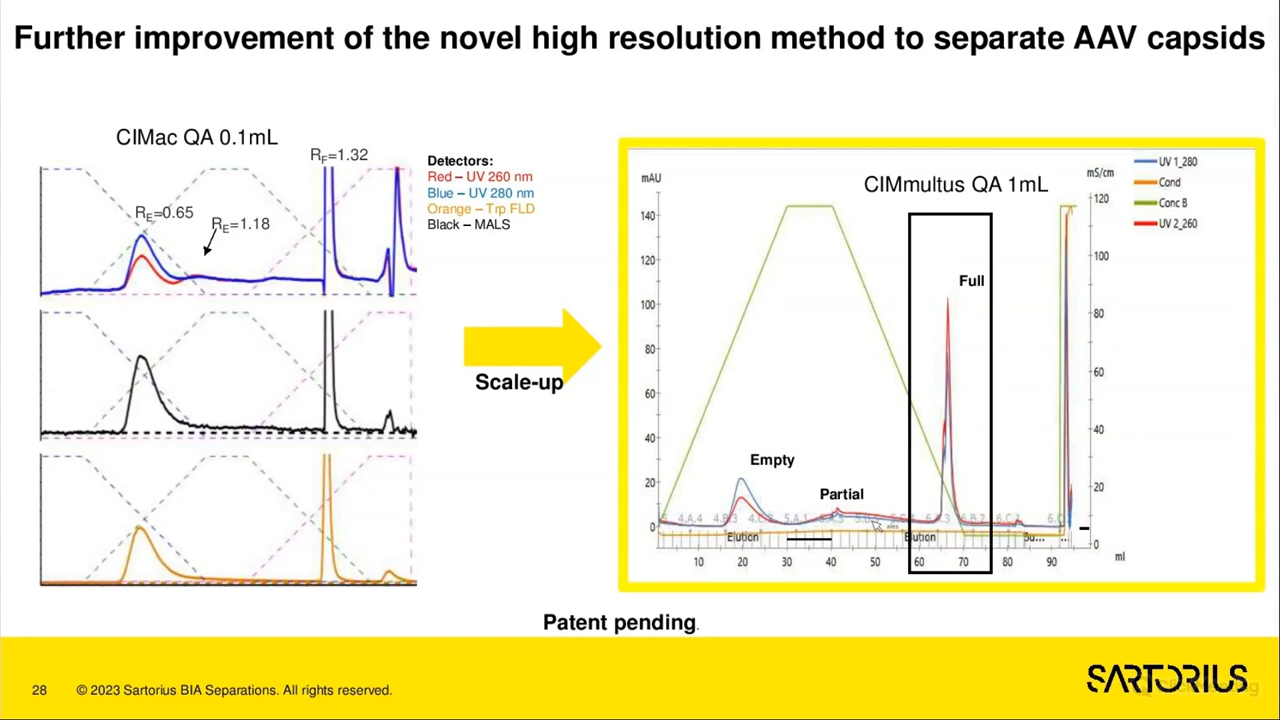 Further improvement of the novel high resolution method to separate AAV capsids
CIMac QA 0.1mL
R_F=1.32
R_E=0.65
R_E=1.18
Detectors:
Red – UV 260 nm
Blue – UV 280 nm
Orange – Trp FLD
Black – MALS
Scale-up
CIMmultus QA 1mL
mAU
140
120
100
80
60
40
20
0
mS/cm
120
100
80
60
40
20
0
UV 1_280
Cond
Conc B
UV 2_260
Full
Empty
Partial
Elution
Elution
10 20 30 40 50 60 70 80 90
ml
Patent pending.
28 © 2023 Sartorius BIA Separations. All rights reserved.
SARTORIUS